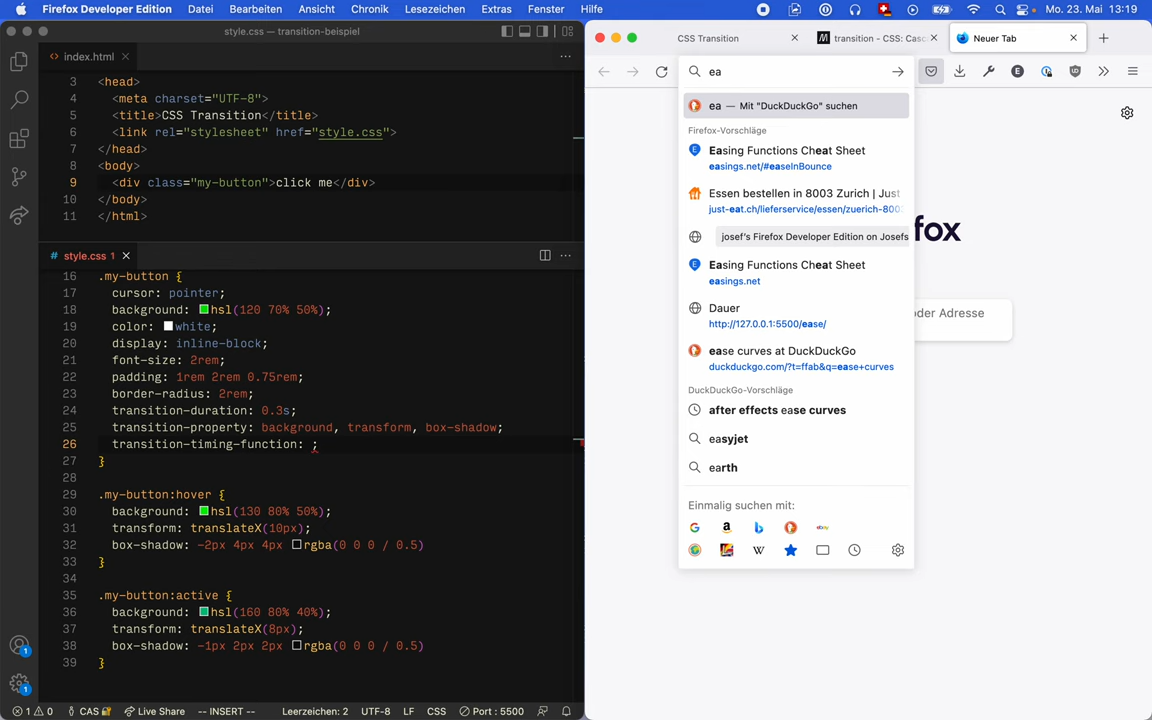 Firefox Developer Edition Datei Bearbeiten Ansicht Chronik Lesezeichen Extras Fenster Hilfe Mo. 23. Mai 13:19
style.css — transition-beispiel
index.html
3 <head>
4 <meta charset="UTF-8">
5 <title>CSS Transition</title>
6 <link rel="stylesheet" href="style.css">
7 </head>
8 <body>
9 <div class="my-button">click me</div>
10 </body>
11 </html>
# style.css 1
16 .my-button {
17 cursor: pointer;
18 background: hsl(120 70% 50%);
19 color: white;
20 display: inline-block;
21 font-size: 2rem;
22 padding: 1rem 2rem 0.75rem;
23 border-radius: 2rem;
24 transition-duration: 0.3s;
25 transition-property: background, transform, box-shadow;
26 transition-timing-function: ;
27 }
28
29 .my-button:hover {
30 background: hsl(130 80% 50%);
31 transform: translateX(10px);
32 box-shadow: -2px 4px 4px rgba(0 0 0 / 0.5)
33 }
34
35 .my-button:active {
36 background: hsl(160 80% 40%);
37 transform: translateX(8px);
38 box-shadow: -1px 2px 2px rgba(0 0 0 / 0.5)
39 }
1
1
1 0 CAS Live Share -- INSERT -- Leerzeichen: 2 UTF-8 LF CSS Port : 5500
CSS Transition
transition - CSS: Casc
Neuer Tab
ea
ea — Mit "DuckDuckGo" suchen
Firefox-Vorschläge
Easing Functions Cheat Sheet
easings.net/#easeInBounce
Essen bestellen in 8003 Zurich | Just
just-eat.ch/lieferservice/essen/zuerich-800
josef's Firefox Developer Edition on Josefs
Easing Functions Cheat Sheet
easings.net
Dauer
http://127.0.0.1:5500/ease/
ease curves at DuckDuckGo
duckduckgo.com/?t=ffab&q=ease+curves
DuckDuckGo-Vorschläge
after effects ease curves
easyjet
earth
Einmalig suchen mit:
fox
oder Adresse